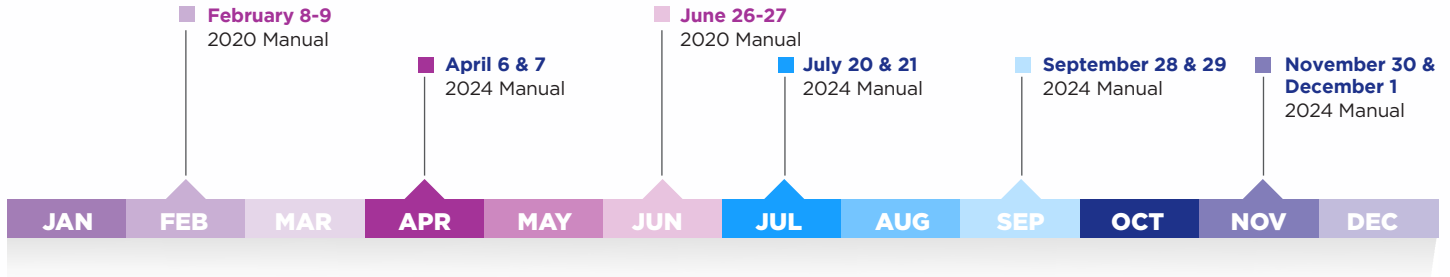 February 8-9
2020 Manual
June 26-27
2020 Manual
April 6 & 7
2024 Manual
July 20 & 21
2024 Manual
September 28 & 29
2024 Manual
November 30 &
December 1
2024 Manual
JAN FEB MAR APR MAY JUN JUL AUG SEP OCT NOV DEC